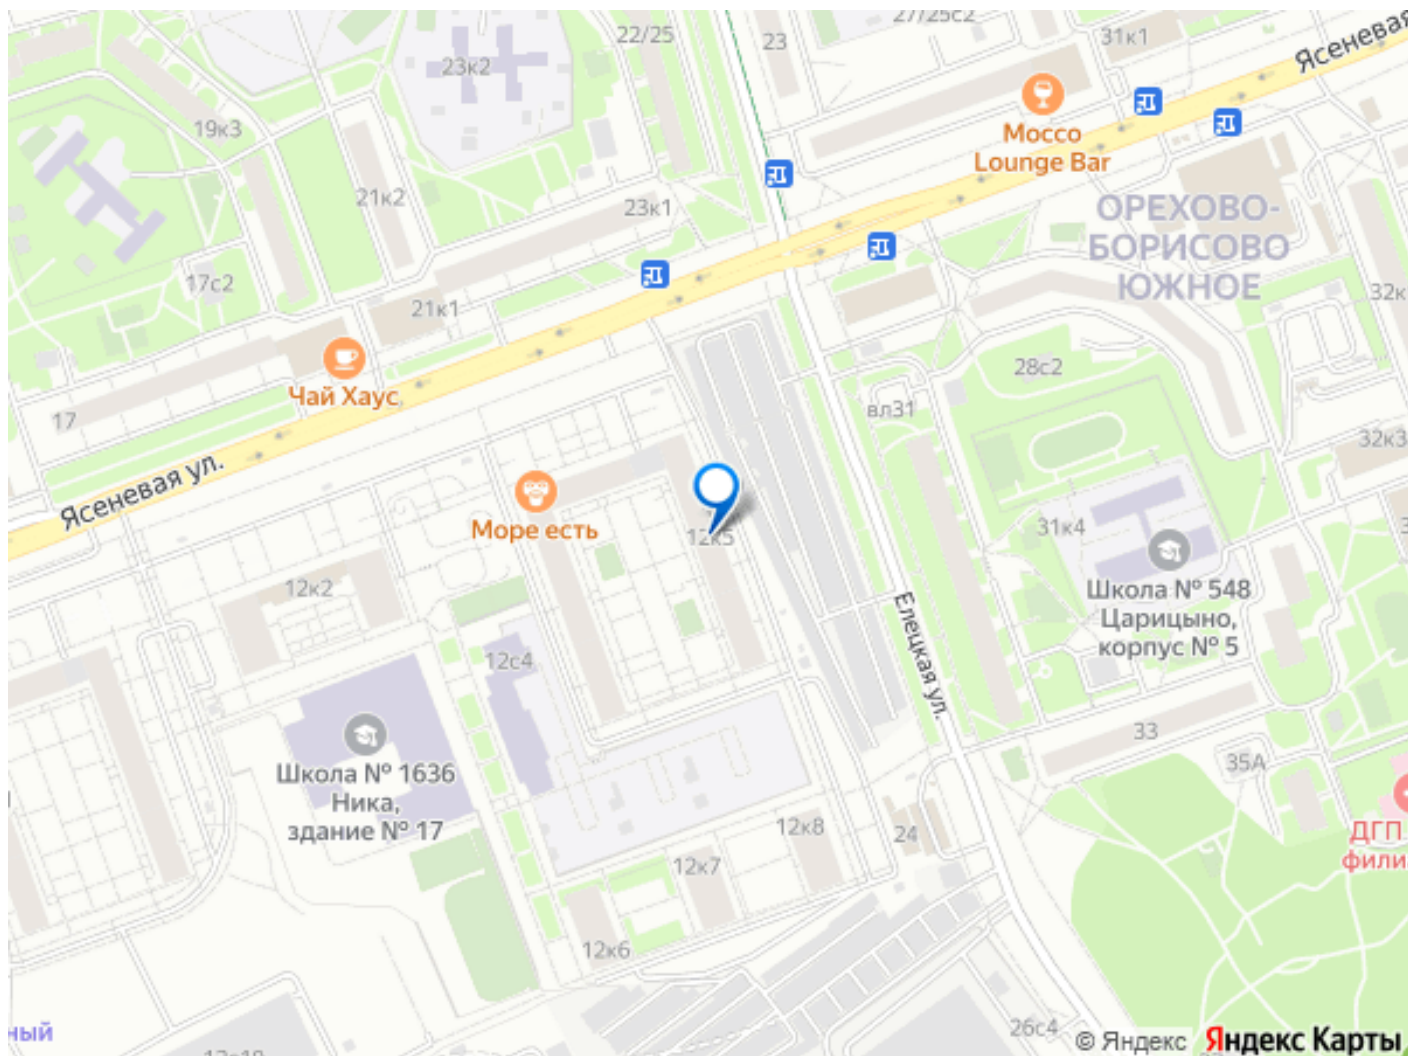 27/25с2
22/25
23
31к1
Ясеневая
23к2
Моссо
Lounge Bar
19к3
21к2
23к1
ОРЕХОВО-
БОРИСОВО
ЮЖНОЕ
17с2
21к1
32к
28с2
Чай Хаус
17
вл31
32к3
Ясеневая ул.
Море есть
12к5
31к4
12к2
Школа № 548
Царицыно,
корпус № 5
Елецкая ул.
12с4
33
35А
Школа № 1636
Ника,
здание № 17
12к8
24
ДГП
фили
12к7
12к6
26с4
ный
© Яндекс
Яндекс Карты